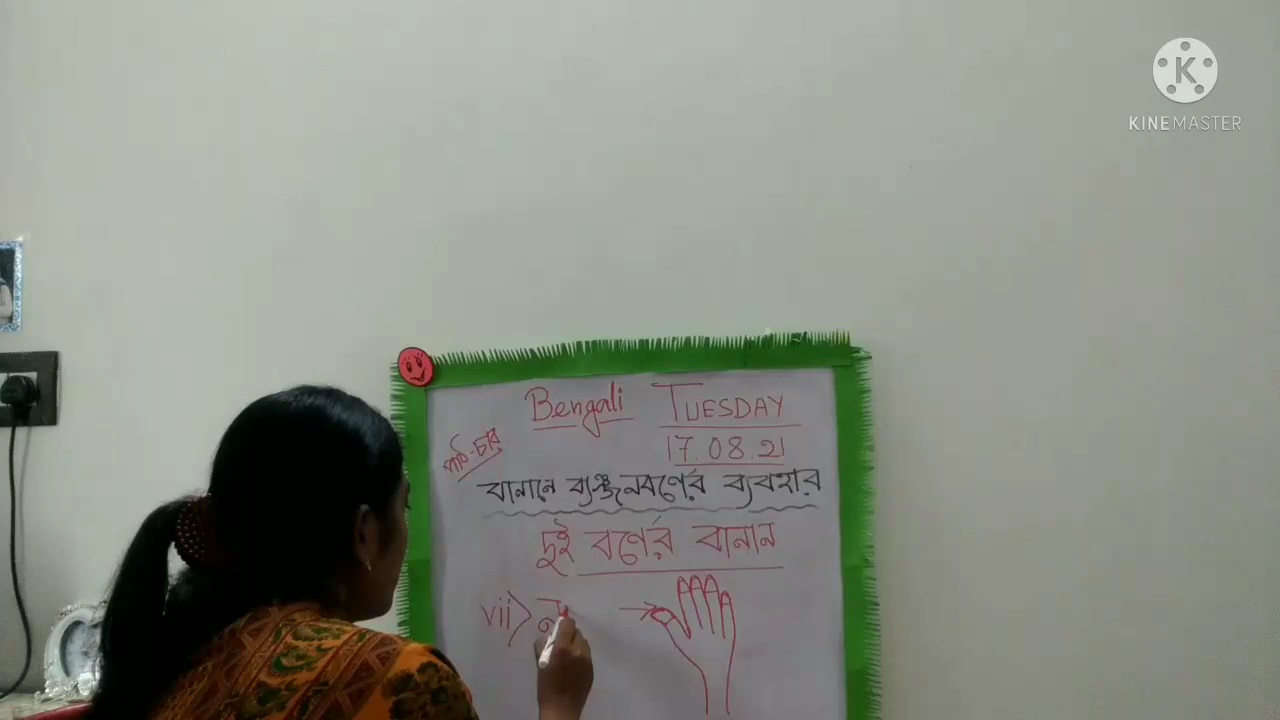 KINEMASTER
Bengali TUESDAY
পাঠ-চার 17.08.21
বানানে ব্যঞ্জনবর্ণের ব্যবহার
দুই বর্ণের বানান
vii> ন